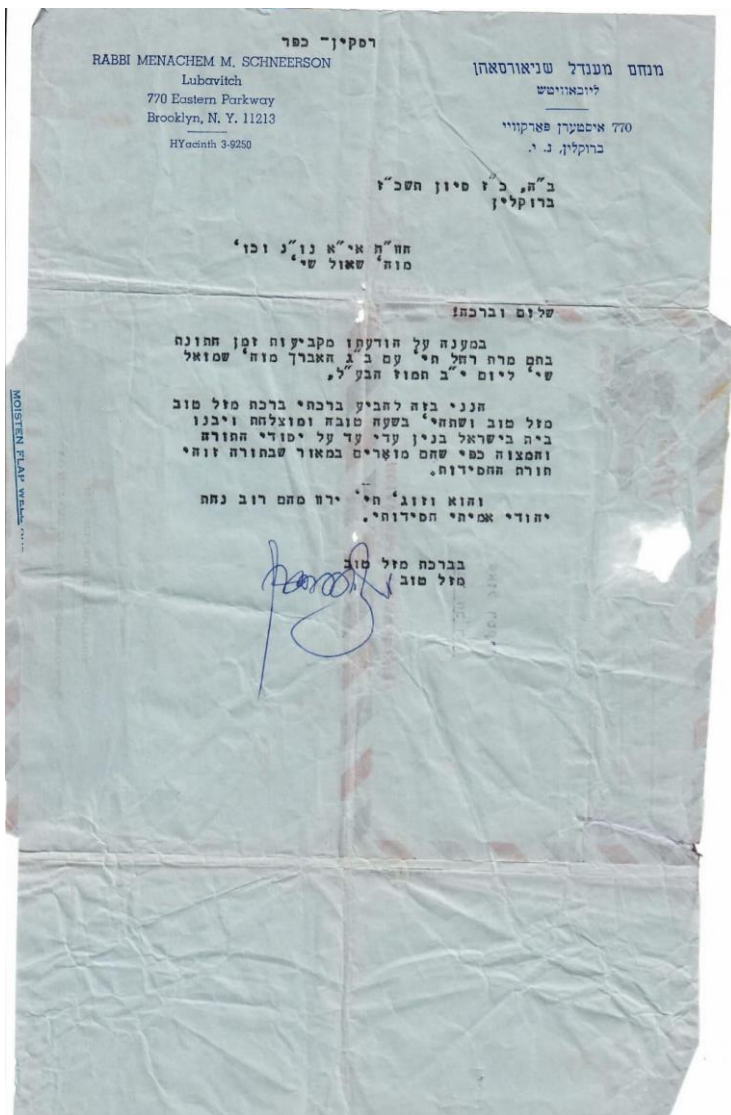 רסקין- כפר
RABBI MENACHEM M. SCHNEERSON
Lubavitch
770 Eastern Parkway
Brooklyn, N. Y. 11213
HYacinth 3-9250
מנחם מענדל שניאורסאהן
ליובאוויטש
770 איסטערן פארקוויי
ברוקלין, נ. י.
ב"ה, כ"ז סיון תשכ"ז
ברוקלין
הוו"ח אי"א נו"נ וכו'
מוה' שאול שי'
שלום וברכה!
במענה על הודעתו מקביעות זמן חתונת
בתם מרת רחל תי' עם ב"ג האברך מוה' שמואל
שי' ליום י"ב תמוז הבע"ל,
הנני בזה להביע ברכתי ברכת מזל טוב
מזל טוב ושתהי' בשעה טובה ומוצלחת ויבנו
בית בישראל בנין עדי עד על יסודי התורה
והמצוה כפי שהם מוארים במאור שבתורה זוהי
תורת החסידות.
והוא וזוג' תי' ירוו מהם רוב נחת
יהודי אמיתי חסידותי.
בברכת מזל טוב
מזל טוב
MOISTEN FLAP WELL